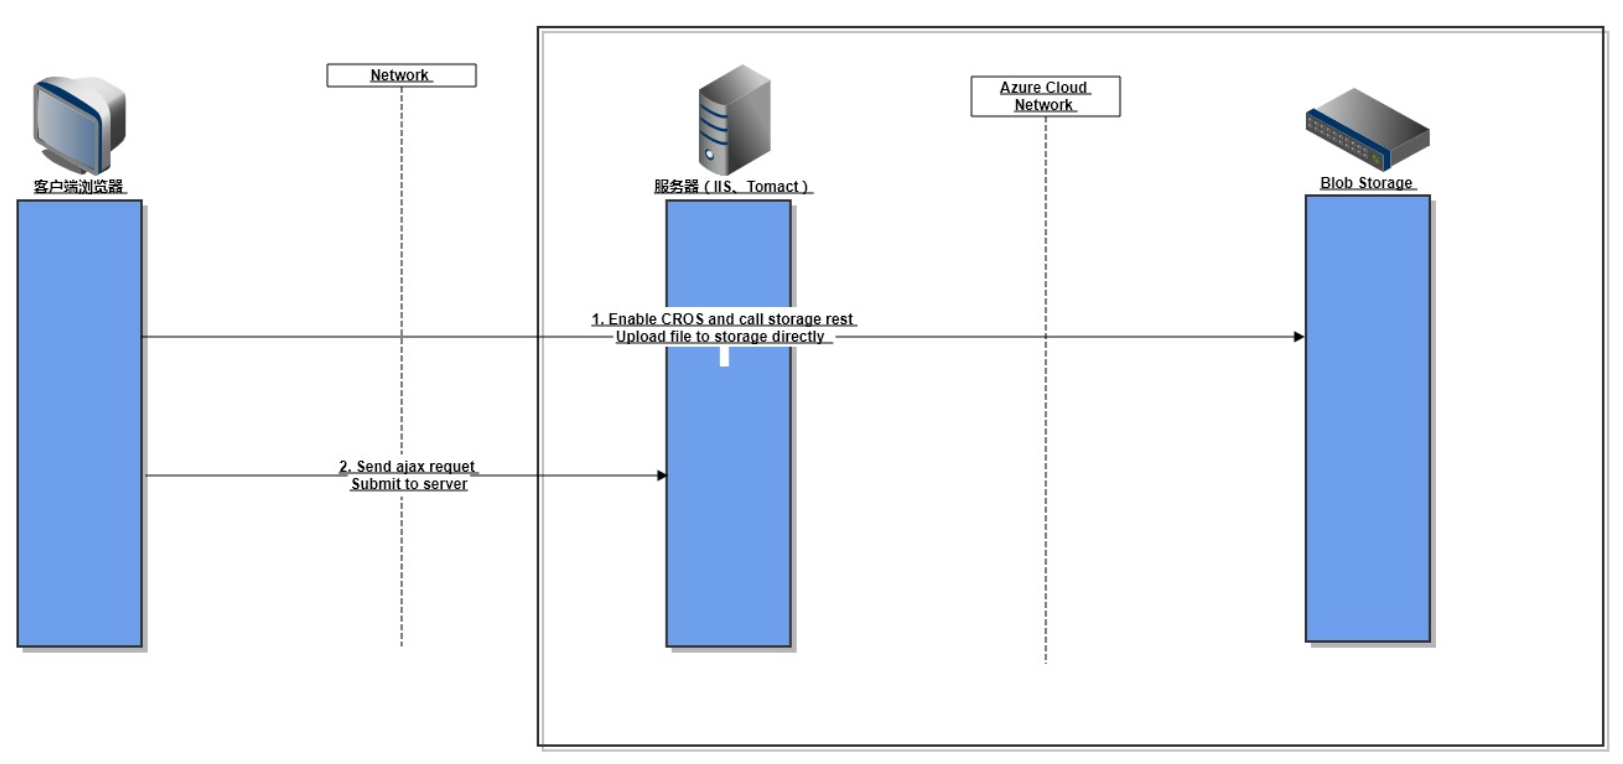 Network
Azure Cloud
Network
客户端浏览器
服务器（IIS、Tomact）
Blob Storage
1. Enable CROS and call storage rest
Upload file to storage directly
2. Send ajax requet
Submit to server